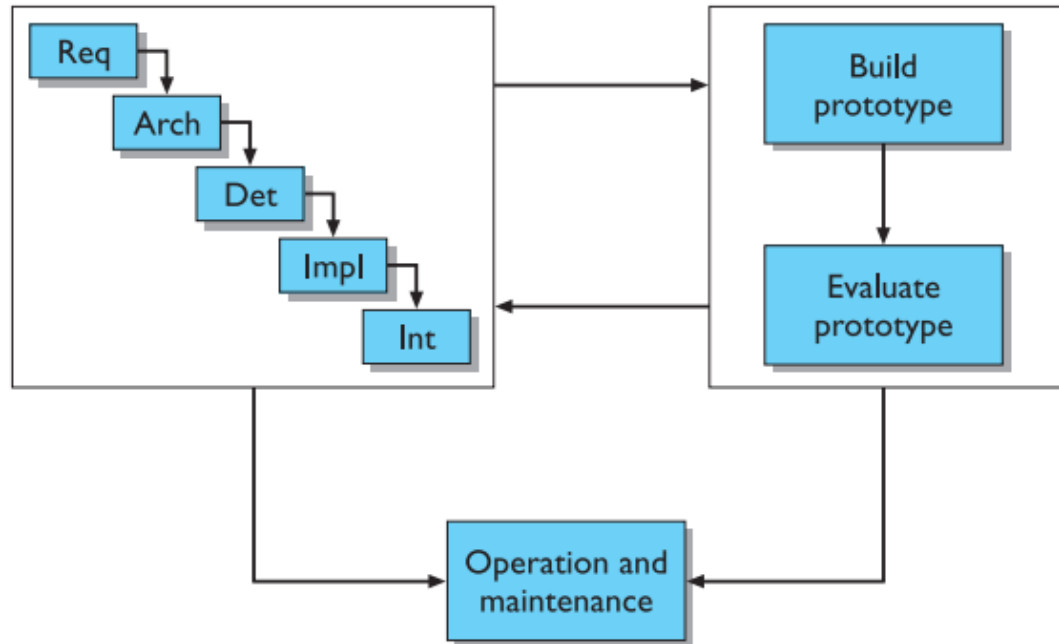 Req
Arch
Det
Impl
Int
Build
prototype
Evaluate
prototype
Operation and
maintenance